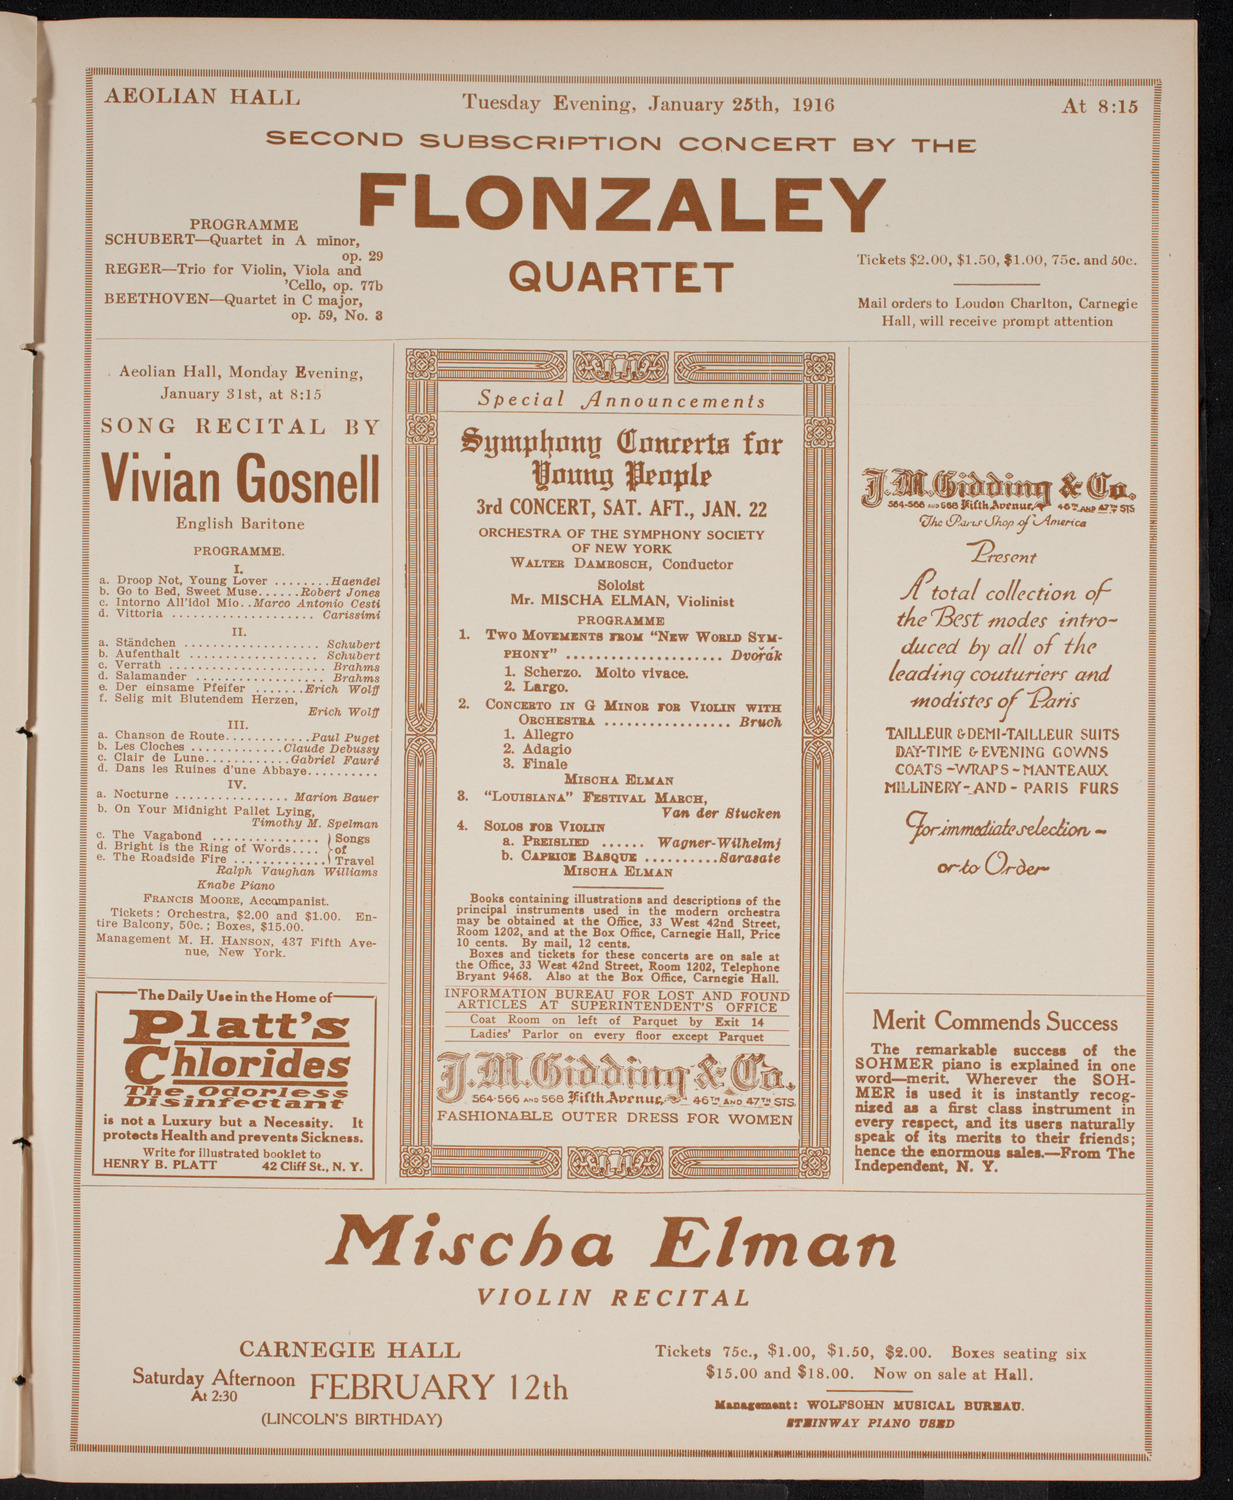 AEOLIAN HALL
Tuesday Evening, January 25th, 1916
At 8:15
SECOND SUBSCRIPTION CONCERT BY THE
FLONZALEY
QUARTET
PROGRAMME
SCHUBERT—Quartet in A minor,
op. 29
REGER—Trio for Violin, Viola and
'Cello, op. 77b
BEETHOVEN—Quartet in C major,
op. 59, No. 3
Tickets $2.00, $1.50, $1.00, 75c. and 50c.
Mail orders to Loudon Charlton, Carnegie
Hall, will receive prompt attention
Aeolian Hall, Monday Evening,
January 31st, at 8:15
SONG RECITAL BY
Vivian Gosnell
English Baritone
PROGRAMME.
I.
a. Droop Not, Young Lover ........Haendel
b. Go to Bed, Sweet Muse......Robert Jones
c. Intorno All'idol Mio..Marco Antonio Cesti
d. Vittoria .................... Carissimi
II.
a. Ständchen ................... Schubert
b. Aufenthalt .................. Schubert
c. Verrath ....................... Brahms
d. Salamander .................. Brahms
e. Der einsame Pfeifer .......Erich Wolff
f. Selig mit Blutendem Herzen,
Erich Wolff
III.
a. Chanson de Route............Paul Puget
b. Les Cloches .............Claude Debussy
c. Clair de Lune............Gabriel Fauré
d. Dans les Ruines d'une Abbaye..........
IV.
a. Nocturne ................ Marion Bauer
b. On Your Midnight Pallet Lying,
Timothy M. Spelman
c. The Vagabond ............... Songs
d. Bright is the Ring of Words.... of
e. The Roadside Fire ............. Travel
Ralph Vaughan Williams
Knabe Piano
FRANCIS MOORE, Accompanist.
Tickets: Orchestra, $2.00 and $1.00. En-
tire Balcony, 50c.; Boxes, $15.00.
Management M. H. HANSON, 437 Fifth Ave-
nue, New York.
The Daily Use in the Home of
Platt's
Chlorides
The Odorless
Disinfectant
is not a Luxury but a Necessity. It
protects Health and prevents Sickness.
Write for illustrated booklet to
HENRY B. PLATT 42 Cliff St., N. Y.
Special Announcements
Symphony Concerts for
Young People
3rd CONCERT, SAT. AFT., JAN. 22
ORCHESTRA OF THE SYMPHONY SOCIETY
OF NEW YORK
WALTER DAMROSCH, Conductor
Soloist
Mr. MISCHA ELMAN, Violinist
PROGRAMME
1. TWO MOVEMENTS FROM "NEW WORLD SYM-
PHONY" ...................... Dvořák
1. Scherzo. Molto vivace.
2. Largo.
2. CONCERTO IN G MINOR FOR VIOLIN WITH
ORCHESTRA ................. Bruch
1. Allegro
2. Adagio
3. Finale
MISCHA ELMAN
3. "LOUISIANA" FESTIVAL MARCH,
Van der Stucken
4. SOLOS FOR VIOLIN
a. PREISLIED ...... Wagner-Wilhelmj
b. CAPRICE BASQUE ..........Sarasate
MISCHA ELMAN
Books containing illustrations and descriptions of the
principal instruments used in the modern orchestra
may be obtained at the Office, 33 West 42nd Street,
Room 1202, and at the Box Office, Carnegie Hall, Price
10 cents. By mail, 12 cents.
Boxes and tickets for these concerts are on sale at
the Office, 33 West 42nd Street, Room 1202, Telephone
Bryant 9468. Also at the Box Office, Carnegie Hall.
INFORMATION BUREAU FOR LOST AND FOUND
ARTICLES AT SUPERINTENDENT'S OFFICE
Coat Room on left of Parquet by Exit 14
Ladies' Parlor on every floor except Parquet
J.M. Gidding & Co.
564-566 AND 568 Fifth Avenue, 46TH AND 47TH STS.
FASHIONABLE OUTER DRESS FOR WOMEN
J.M. Gidding & Co.
564-566 AND 568 Fifth Avenue, 46TH AND 47TH STS
The Paris Shop of America
Present
A total collection of
the Best modes intro-
duced by all of the
leading couturiers and
modistes of Paris
TAILLEUR & DEMI-TAILLEUR SUITS
DAY-TIME & EVENING GOWNS
COATS - WRAPS - MANTEAUX
MILLINERY - AND - PARIS FURS
For immediate selection -
or to Order
Merit Commends Success
The remarkable success of the
SOHMER piano is explained in one
word—merit. Wherever the SOH-
MER is used it is instantly recog-
nized as a first class instrument in
every respect, and its users naturally
speak of its merits to their friends;
hence the enormous sales.—From The
Independent, N. Y.
Mischa Elman
VIOLIN RECITAL
CARNEGIE HALL
Saturday Afternoon
At 2:30
FEBRUARY 12th
(LINCOLN'S BIRTHDAY)
Tickets 75c., $1.00, $1.50, $2.00. Boxes seating six
$15.00 and $18.00. Now on sale at Hall.
Management: WOLFSOHN MUSICAL BUREAU.
STEINWAY PIANO USED